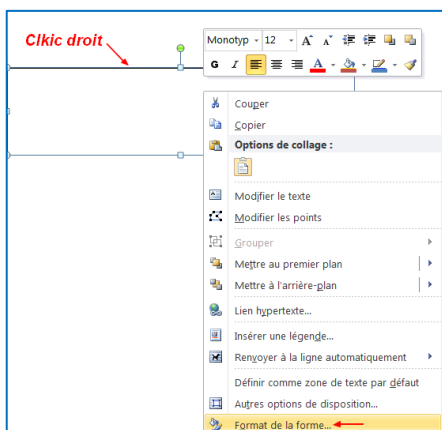 Clkic droit
Monotyp 12 A A
G I A
Couper
Copier
Options de collage :
Modifier le texte
Modifier les points
Grouper
Mettre au premier plan
Mettre à l'arrière-plan
Lien hypertexte...
Insérer une légende...
Renvoyer à la ligne automatiquement
Définir comme zone de texte par défaut
Autres options de disposition...
Format de la forme...